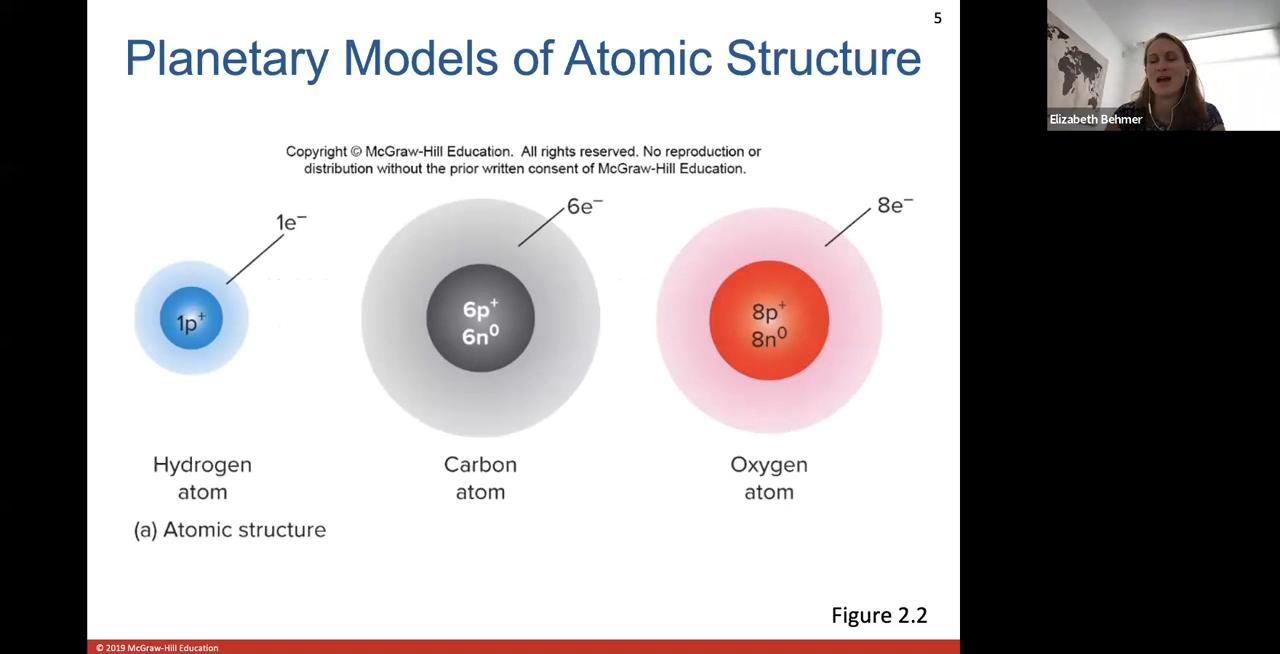 5
Planetary Models of Atomic Structure
Elizabeth Behmer
Copyright © McGraw-Hill Education. All rights reserved. No reproduction or
distribution without the prior written consent of McGraw-Hill Education.
1e⁻
6e⁻
8e⁻
1p⁺
6p⁺
6n⁰
8p⁺
8n⁰
Hydrogen
atom
Carbon
atom
Oxygen
atom
(a) Atomic structure
Figure 2.2
© 2019 McGraw-Hill Education